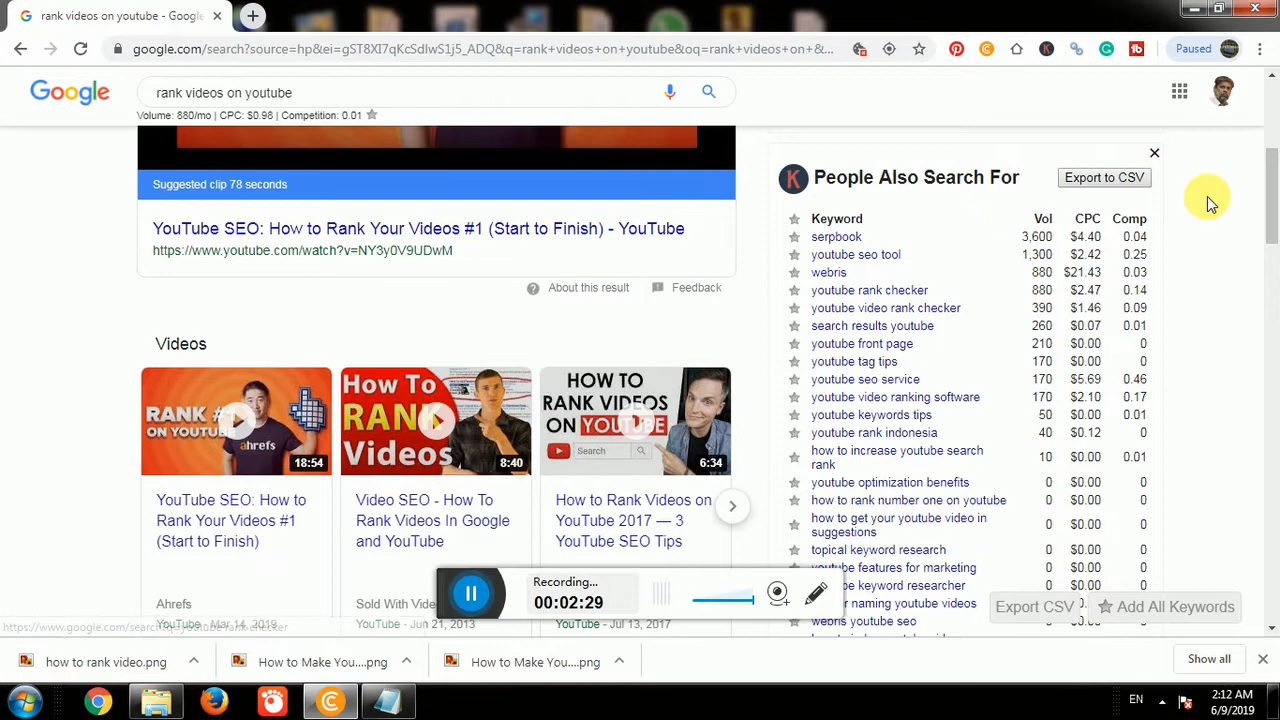 rank videos on youtube - Google
google.com/search?source=hp&ei=gST8XI7qKcSdlwS1j5_ADQ&q=rank+videos+on+youtube&oq=rank+videos+on+&...
Paused
Google
rank videos on youtube
Volume: 880/mo | CPC: $0.98 | Competition: 0.01
Suggested clip 78 seconds
YouTube SEO: How to Rank Your Videos #1 (Start to Finish) - YouTube
https://www.youtube.com/watch?v=NY3y0V9UDwM
About this result
Feedback
Videos
RANK #1
ON YOUTUBE
ahrefs
18:54
How To
RANK
Videos
8:40
HOW TO
RANK VIDEOS
ON YOUTUBE
Search
6:34
YouTube SEO: How to
Rank Your Videos #1
(Start to Finish)
Video SEO - How To
Rank Videos In Google
and YouTube
How to Rank Videos on
YouTube 2017 — 3
YouTube SEO Tips
Ahrefs
YouTube - Mar 14, 2019
Sold With Video
YouTube - Jun 21, 2013
YouTube - Jul 13, 2017
K People Also Search For
Export to CSV
Keyword Vol CPC Comp
serpbook 3,600 $4.40 0.04
youtube seo tool 1,300 $2.42 0.25
webris 880 $21.43 0.03
youtube rank checker 880 $2.47 0.14
youtube video rank checker 390 $1.46 0.09
search results youtube 260 $0.07 0.01
youtube front page 210 $0.00 0
youtube tag tips 170 $0.00 0
youtube seo service 170 $5.69 0.46
youtube video ranking software 170 $2.10 0.17
youtube keywords tips 50 $0.00 0.01
youtube rank indonesia 40 $0.12 0
how to increase youtube search
rank 10 $0.00 0.01
youtube optimization benefits 0 $0.00 0
how to rank number one on youtube 0 $0.00 0
how to get your youtube video in
suggestions 0 $0.00 0
topical keyword research 0 $0.00 0
youtube features for marketing 0 $0.00 0
keyword researcher 0 $0.00 0
naming youtube videos 0
webris youtube seo 0
Export CSV
Add All Keywords
Recording...
00:02:29
how to rank video.png
How to Make You....png
How to Make You....png
Show all
EN
2:12 AM
6/9/2019